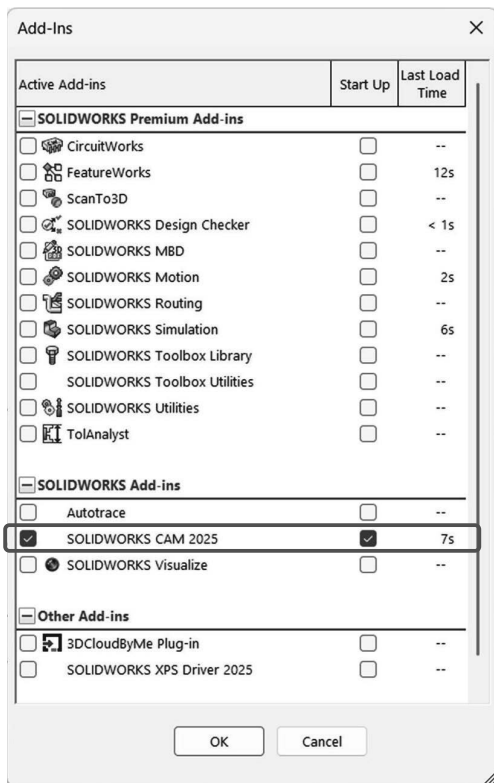 Add-Ins
Active Add-ins Start Up Last Load Time
SOLIDWORKS Premium Add-ins
CircuitWorks --
FeatureWorks 12s
ScanTo3D --
SOLIDWORKS Design Checker < 1s
SOLIDWORKS MBD --
SOLIDWORKS Motion 2s
SOLIDWORKS Routing --
SOLIDWORKS Simulation 6s
SOLIDWORKS Toolbox Library --
SOLIDWORKS Toolbox Utilities --
SOLIDWORKS Utilities --
TolAnalyst --
SOLIDWORKS Add-ins
Autotrace --
SOLIDWORKS CAM 2025 7s
SOLIDWORKS Visualize --
Other Add-ins
3DCloudByMe Plug-in --
SOLIDWORKS XPS Driver 2025 --
OK Cancel